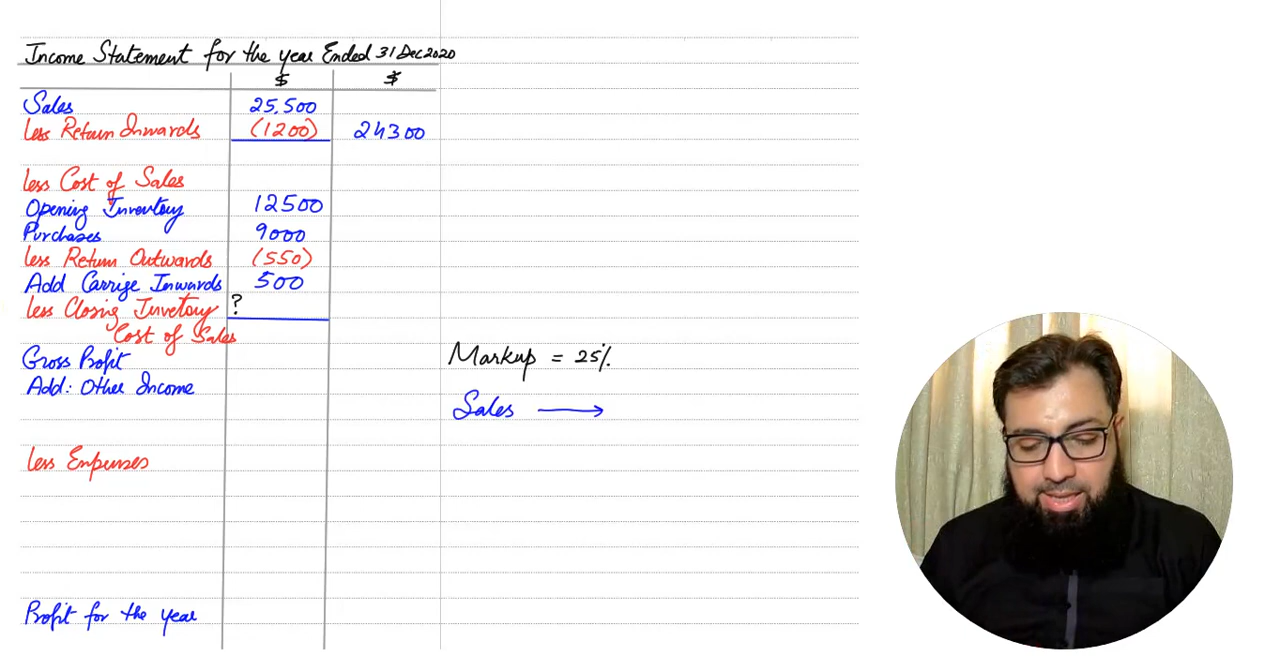 Income Statement for the year Ended 31 Dec 2020
$ $
Sales 25,500
less Return Inwards (1200) 24300
less Cost of Sales
Opening Inventory 12500
Purchases 9000
less Return Outwards (550)
Add Carrige Inwards 500
less Closing Invetory ?
Cost of Sales
Gross Profit
Markup = 25%
Add: Other Income
Sales →
less Expenses
Profit for the year